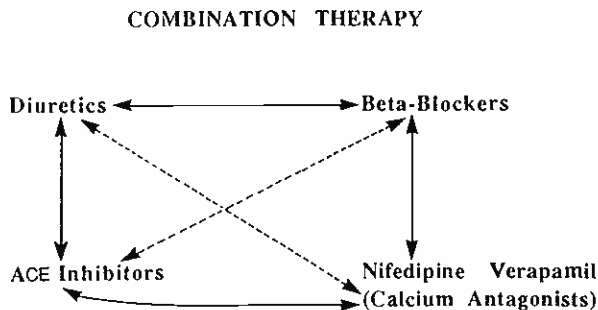 COMBINATION THERAPY
Diuretics
Beta-Blockers
ACE Inhibitors
Nifedipine Verapamil
(Calcium Antagonists)